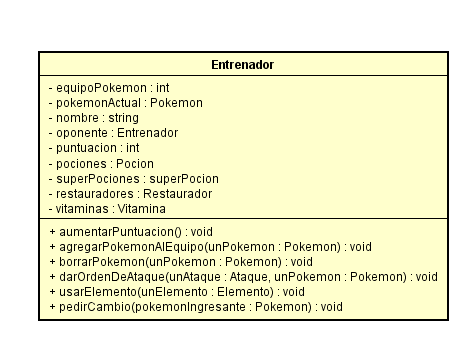 Entrenador
- equipoPokemon : int
- pokemonActual : Pokemon
- nombre : string
- oponente : Entrenador
- puntuacion : int
- pociones : Pocion
- superPociones : superPocion
- restauradores : Restaurador
- vitaminas : Vitamina
+ aumentarPuntuacion() : void
+ agregarPokemonAlEquipo(unPokemon : Pokemon) : void
+ borrarPokemon(unPokemon : Pokemon) : void
+ darOrdenDeAtaque(unAtaque : Ataque, unPokemon : Pokemon) : void
+ usarElemento(unElemento : Elemento) : void
+ pedirCambio(pokemonIngresante : Pokemon) : void